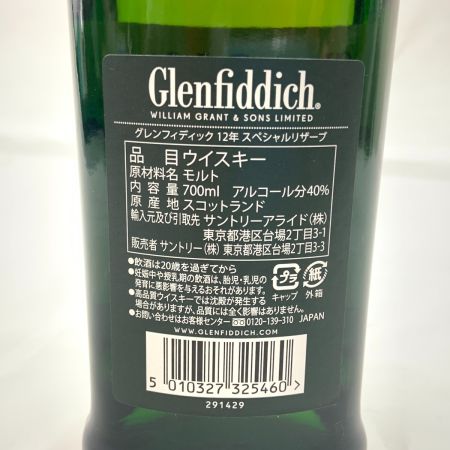 Glenfiddich®
WILLIAM GRANT & SONS LIMITED
グレンフィディック 12年 スペシャルリザーブ
品 目 ウイスキー
原材料名 モルト
内 容 量 700ml アルコール分40%
原 産 地 スコットランド
輸入元及び引取先 サントリーアライド(株)
東京都港区台場2丁目3-1
販売者 サントリー(株) 東京都港区台場2丁目3-3
●飲酒は20歳を過ぎてから
●妊娠中や授乳期の飲酒は、胎児・乳児の
発育に悪影響を与えるおそれがあります。
●高品質ウイスキーでは沈殿が発生する
場合がありますが、品質には全く影響はありません。
●お問い合わせはお客様センター 0120-139-310 JAPAN
プラ 紙
キャップ 外箱
WWW.GLENFIDDICH.COM
5 010327 325460 >
291429